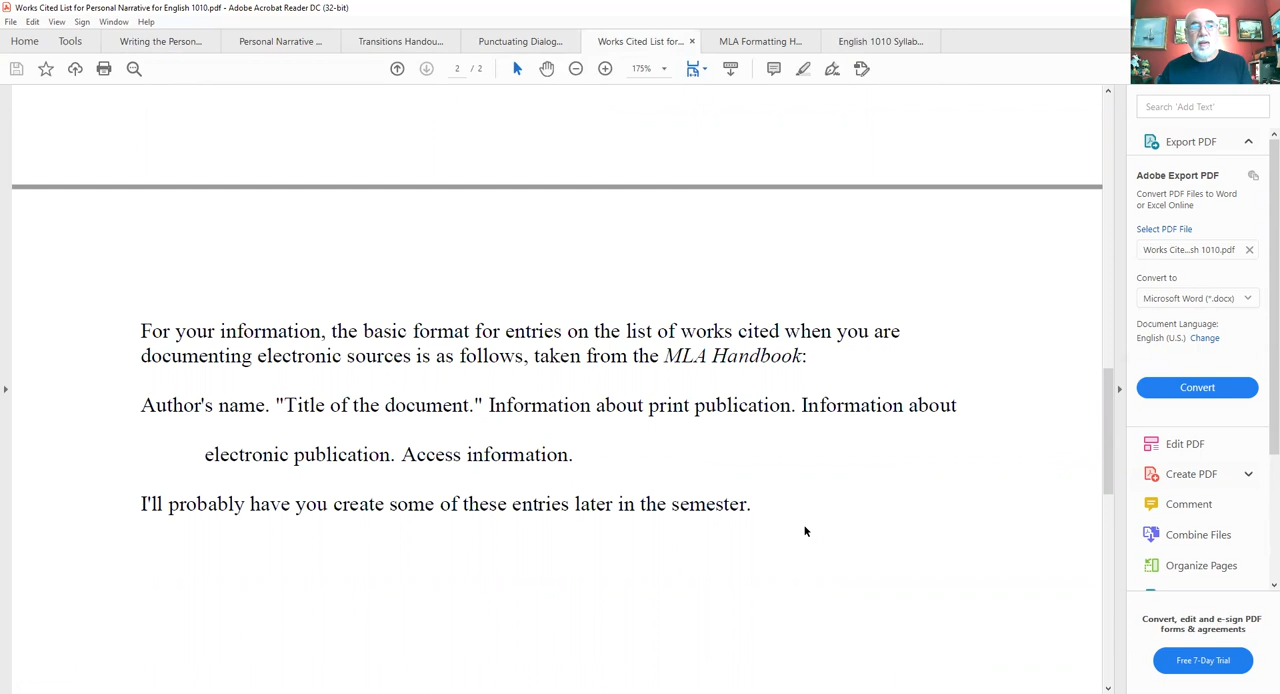 Works Cited List for Personal Narrative for English 1010.pdf - Adobe Acrobat Reader DC (32-bit)
File Edit View Sign Window Help
Home Tools Writing the Person... Personal Narrative ... Transitions Handou... Punctuating Dialog... Works Cited List for... × MLA Formatting H... English 1010 Syllab...
2 / 2 175%
For your information, the basic format for entries on the list of works cited when you are
documenting electronic sources is as follows, taken from the MLA Handbook:
Author's name. "Title of the document." Information about print publication. Information about
electronic publication. Access information.
I'll probably have you create some of these entries later in the semester.
Search 'Add Text'
Export PDF
Adobe Export PDF
Convert PDF Files to Word
or Excel Online
Select PDF File
Works Cite...sh 1010.pdf
Convert to
Microsoft Word (*.docx)
Document Language:
English (U.S.) Change
Convert
Edit PDF
Create PDF
Comment
Combine Files
Organize Pages
Convert, edit and e-sign PDF
forms & agreements
Free 7-Day Trial